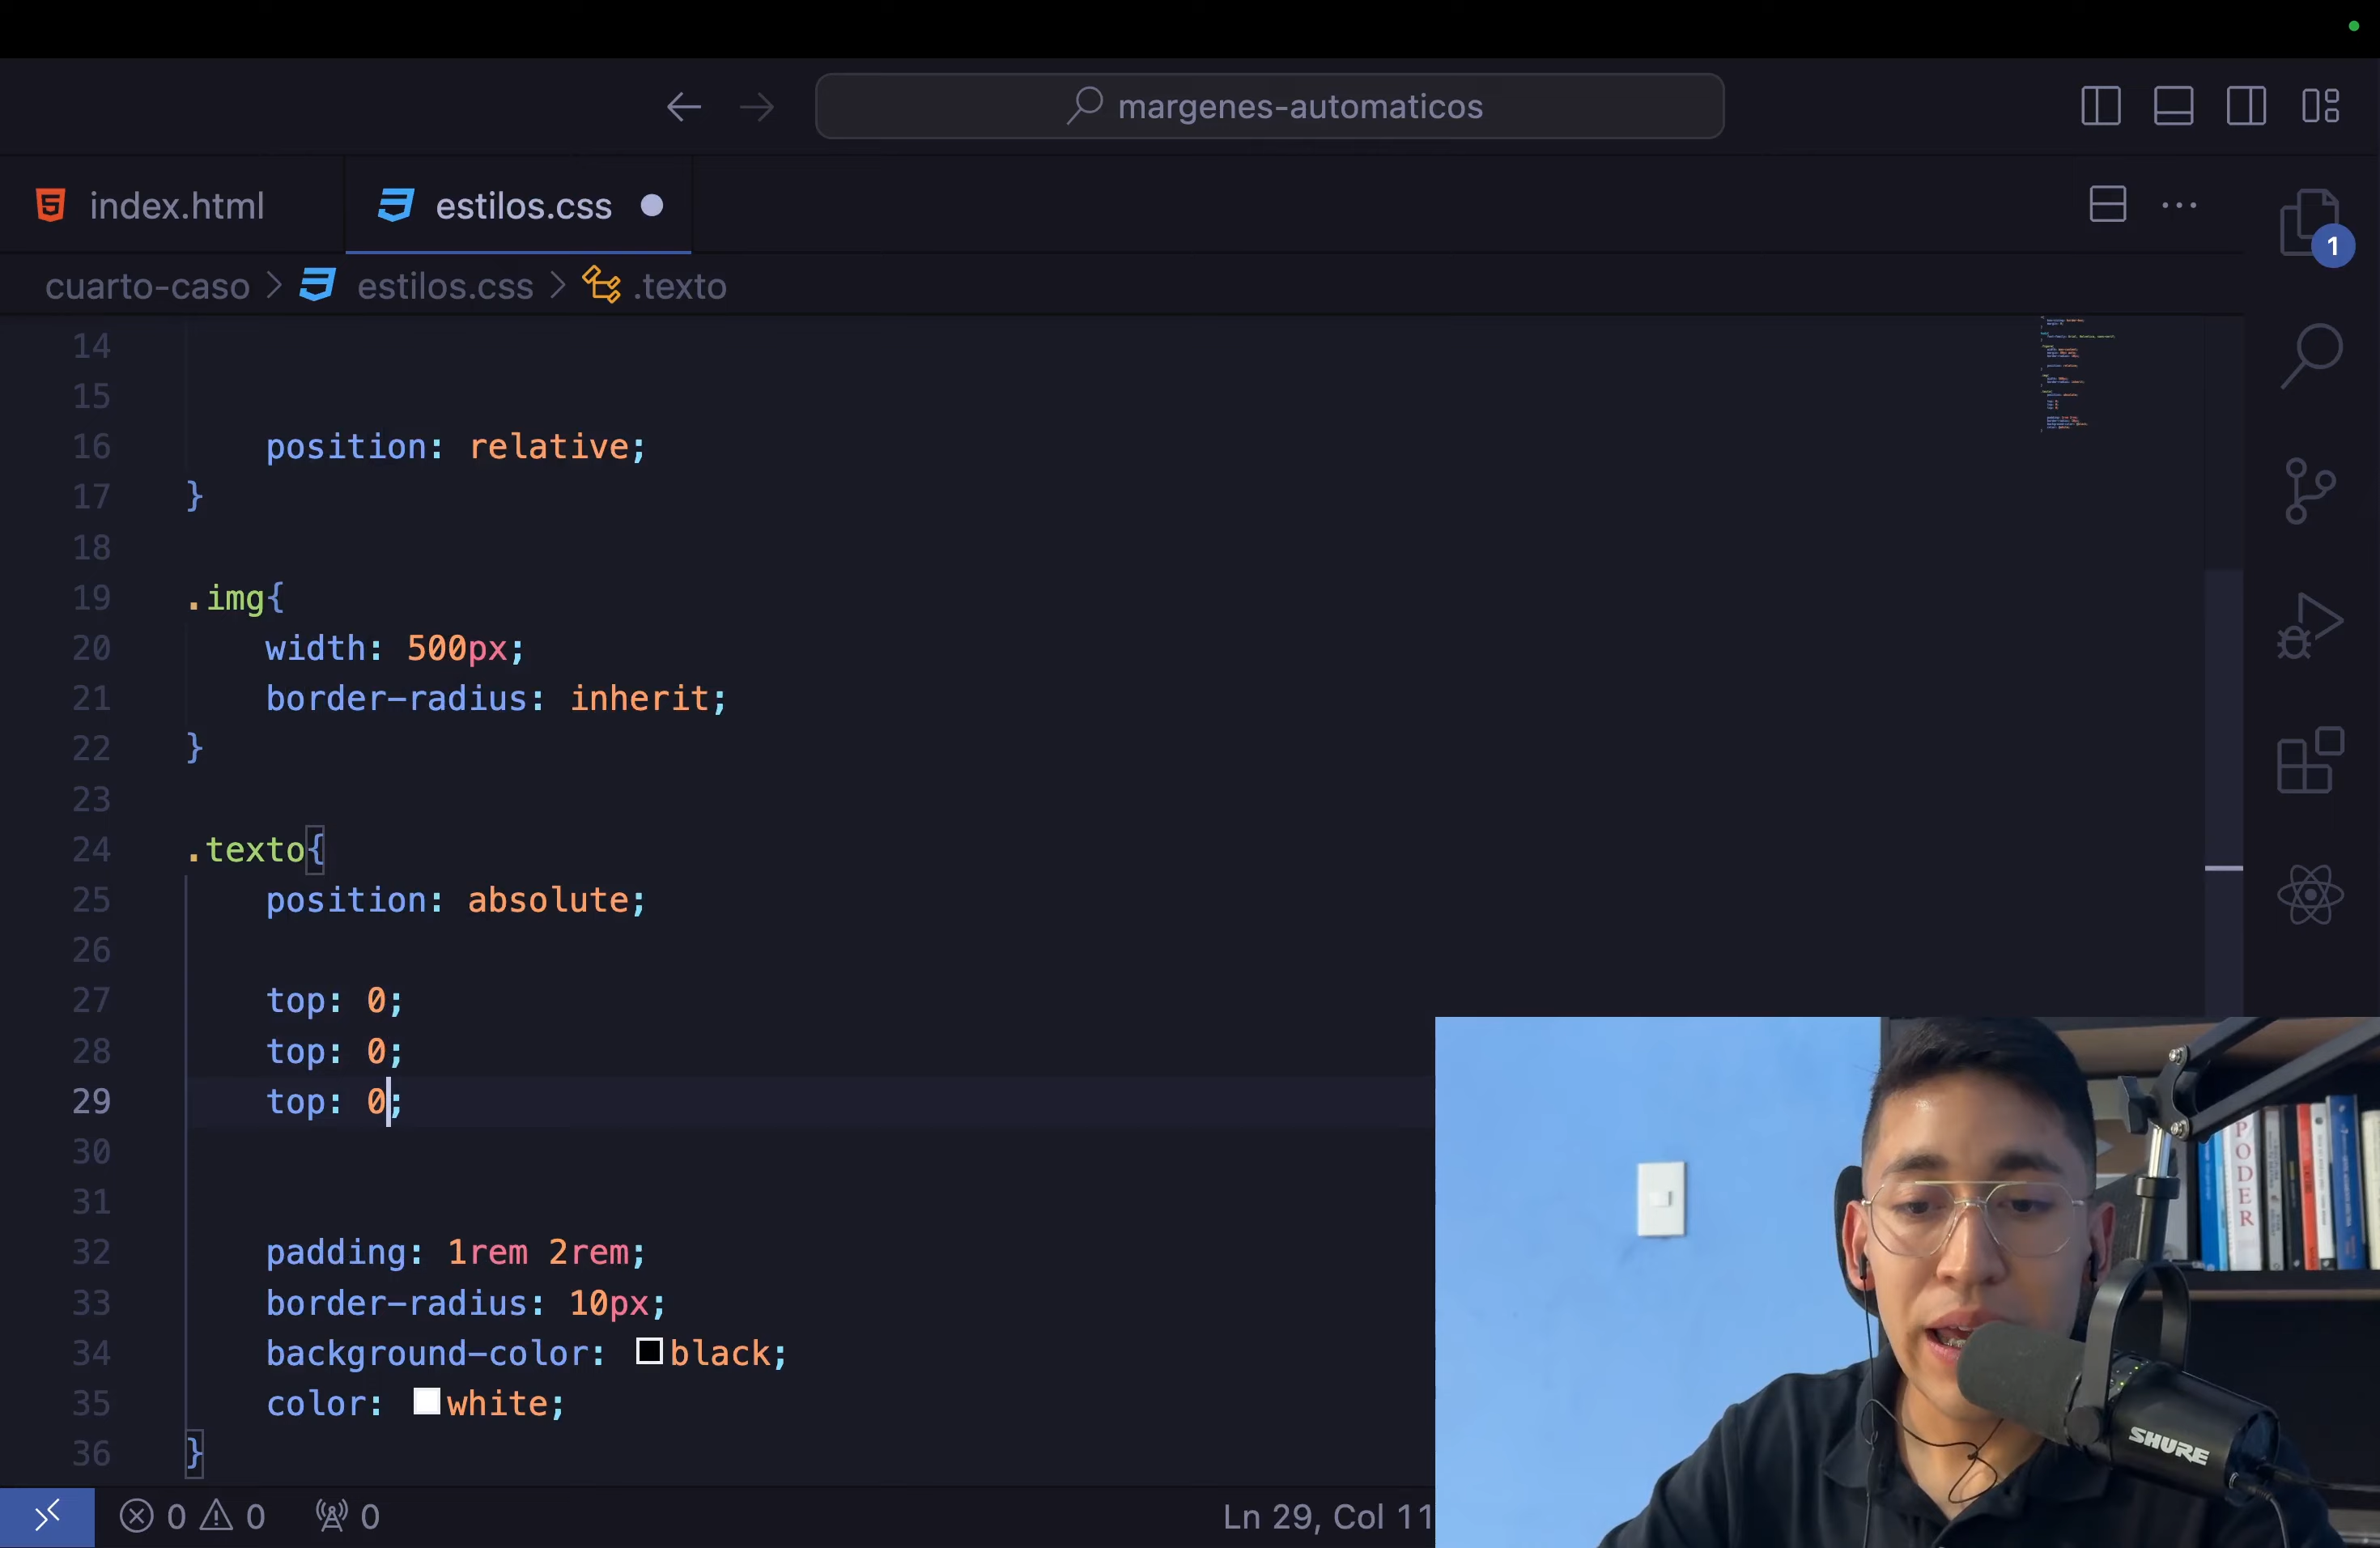 margenes-automaticos
index.html
estilos.css
1
cuarto-caso > estilos.css > .texto
14
15
16 position: relative;
17 }
18
19 .img{
20 width: 500px;
21 border-radius: inherit;
22 }
23
24 .texto{
25 position: absolute;
26
27 top: 0;
28 top: 0;
29 top: 0;
30
31
32 padding: 1rem 2rem;
33 border-radius: 10px;
34 background-color: black;
35 color: white;
36 }
PODER
SHURE
0 0 0 Ln 29, Col 11